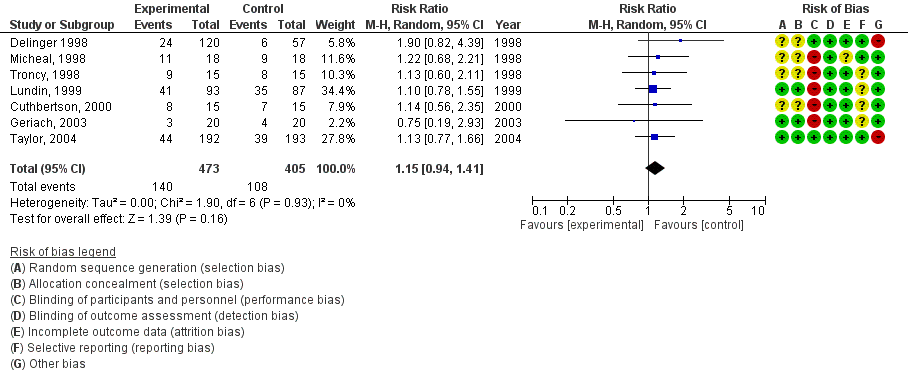 Experimental Control Risk Ratio Risk Ratio Risk of Bias
Study or Subgroup Events Total Events Total Weight M-H, Random, 95% CI Year M-H, Random, 95% CI A B C D E F G
Delinger 1998 24 120 6 57 5.8% 1.90 [0.82, 4.39] 1998 ? ? + + + + -
Micheal, 1998 11 18 9 18 11.6% 1.22 [0.68, 2.21] 1998 ? ? - + ? + +
Troncy, 1998 9 15 8 15 10.3% 1.13 [0.60, 2.11] 1998 ? ? - + + ? +
Lundin, 1999 41 93 35 87 34.4% 1.10 [0.78, 1.55] 1999 + + - + + ? +
Cuthbertson, 2000 8 15 7 15 7.9% 1.14 [0.56, 2.35] 2000 ? ? - + + + +
Geriach, 2003 3 20 4 20 2.2% 0.75 [0.19, 2.93] 2003 + + - + + ? +
Taylor, 2004 44 192 39 193 27.8% 1.13 [0.77, 1.66] 2004 + + + + + + -
Total (95% CI) 473 405 100.0% 1.15 [0.94, 1.41]
Total events 140 108
Heterogeneity: Tau² = 0.00; Chi² = 1.90, df = 6 (P = 0.93); I² = 0%
Test for overall effect: Z = 1.39 (P = 0.16)
0.1 0.2 0.5 1 2 5 10
Favours [experimental] Favours [control]
Risk of bias legend
(A) Random sequence generation (selection bias)
(B) Allocation concealment (selection bias)
(C) Blinding of participants and personnel (performance bias)
(D) Blinding of outcome assessment (detection bias)
(E) Incomplete outcome data (attrition bias)
(F) Selective reporting (reporting bias)
(G) Other bias